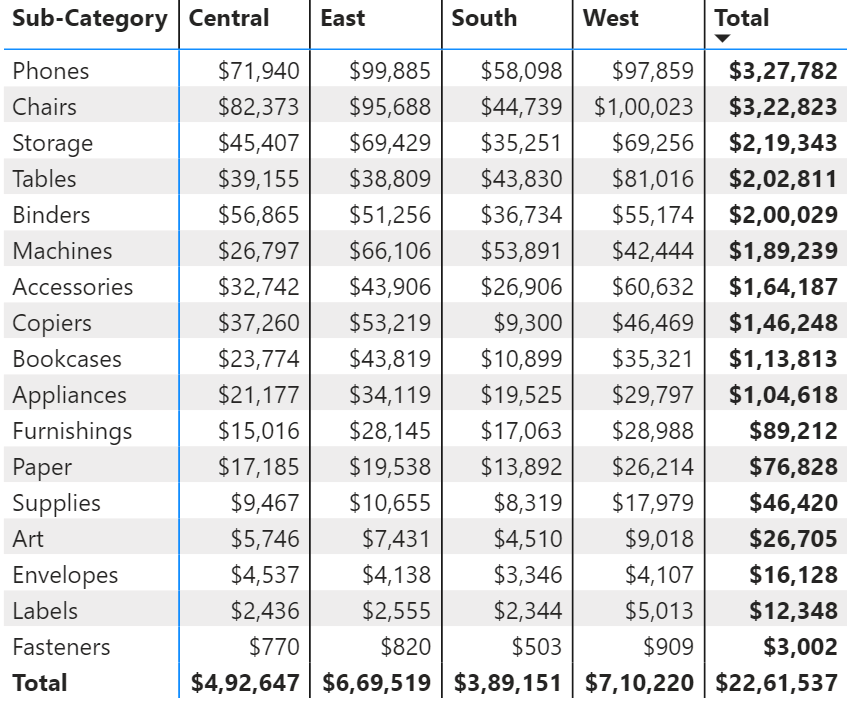 Sub-Category Central East South West Total
Phones $71,940 $99,885 $58,098 $97,859 $3,27,782
Chairs $82,373 $95,688 $44,739 $1,00,023 $3,22,823
Storage $45,407 $69,429 $35,251 $69,256 $2,19,343
Tables $39,155 $38,809 $43,830 $81,016 $2,02,811
Binders $56,865 $51,256 $36,734 $55,174 $2,00,029
Machines $26,797 $66,106 $53,891 $42,444 $1,89,239
Accessories $32,742 $43,906 $26,906 $60,632 $1,64,187
Copiers $37,260 $53,219 $9,300 $46,469 $1,46,248
Bookcases $23,774 $43,819 $10,899 $35,321 $1,13,813
Appliances $21,177 $34,119 $19,525 $29,797 $1,04,618
Furnishings $15,016 $28,145 $17,063 $28,988 $89,212
Paper $17,185 $19,538 $13,892 $26,214 $76,828
Supplies $9,467 $10,655 $8,319 $17,979 $46,420
Art $5,746 $7,431 $4,510 $9,018 $26,705
Envelopes $4,537 $4,138 $3,346 $4,107 $16,128
Labels $2,436 $2,555 $2,344 $5,013 $12,348
Fasteners $770 $820 $503 $909 $3,002
Total $4,92,647 $6,69,519 $3,89,151 $7,10,220 $22,61,537